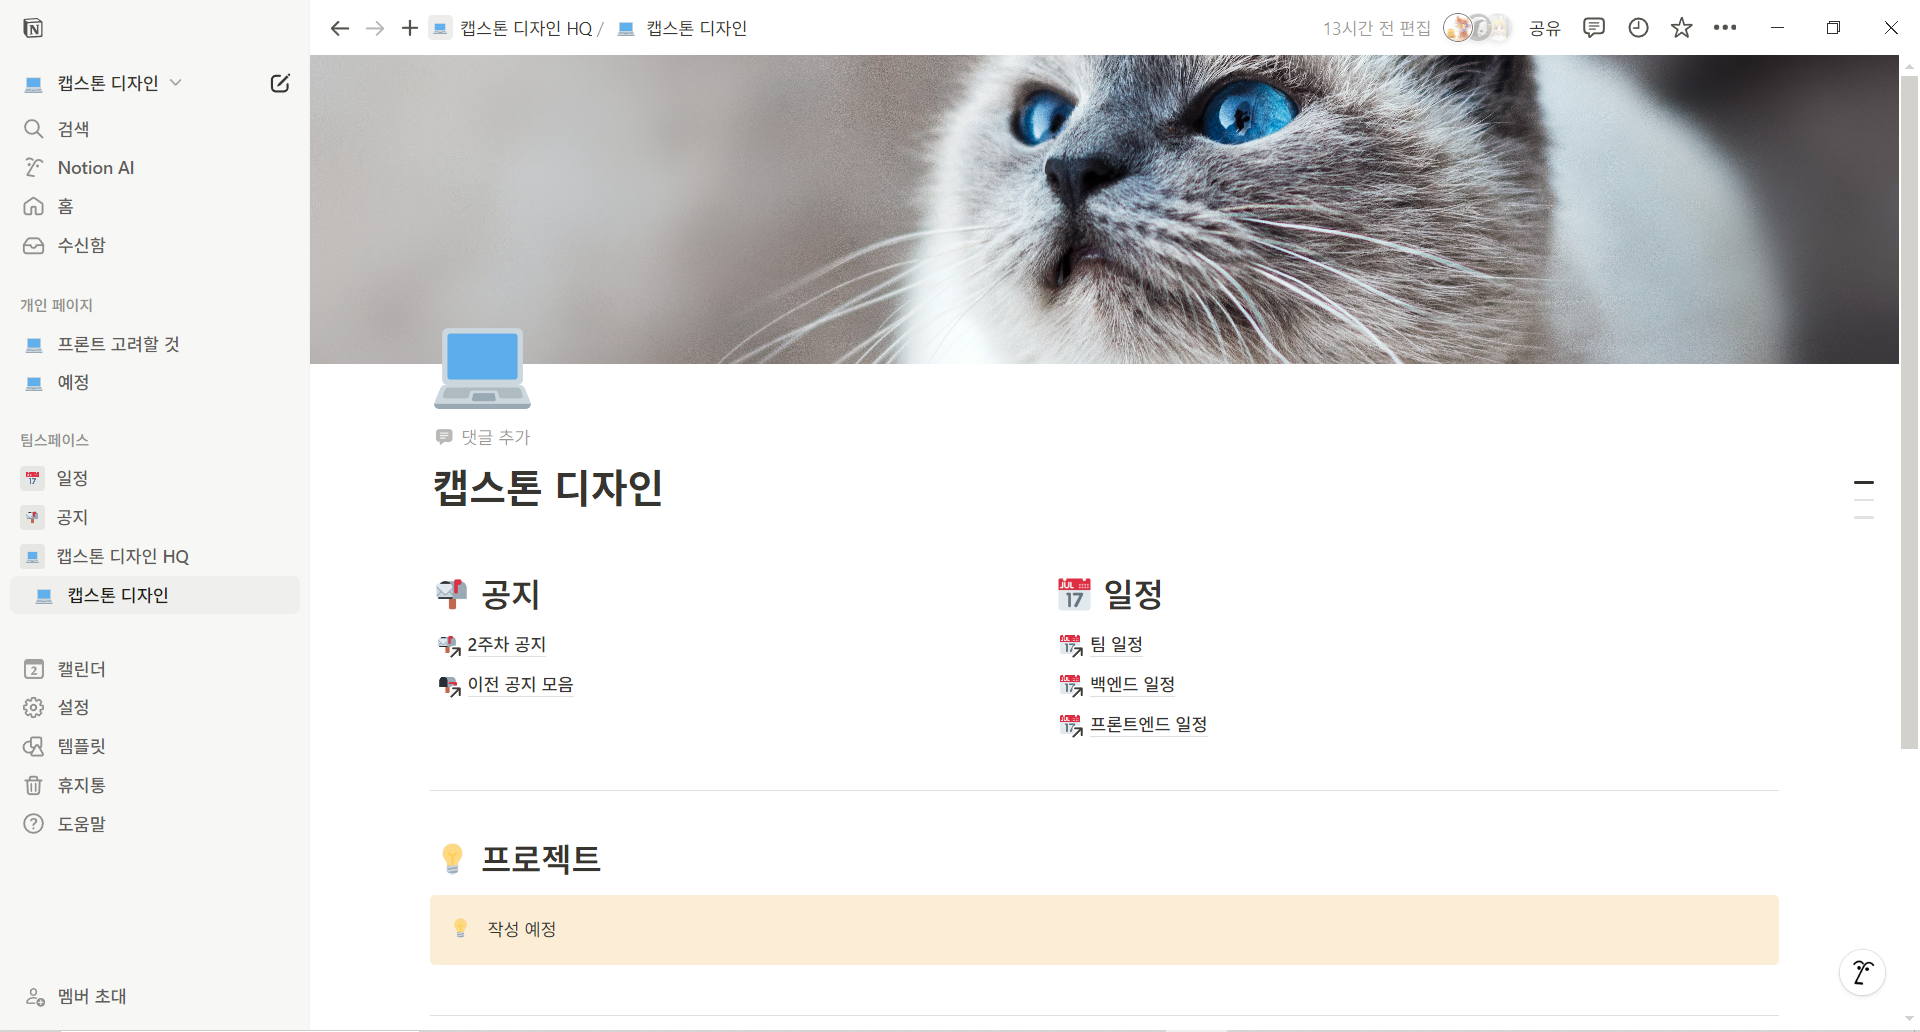 캡스톤 디자인 HQ / 캡스톤 디자인
13시간 전 편집
공유
캡스톤 디자인
검색
Notion AI
홈
수신함
개인 페이지
프론트 고려할 것
예정
팀스페이스
일정
공지
캡스톤 디자인 HQ
캡스톤 디자인
2 캘린더
설정
템플릿
휴지통
도움말
멤버 초대
댓글 추가
캡스톤 디자인
공지
2주차 공지
이전 공지 모음
JUL 17 일정
팀 일정
백엔드 일정
프론트엔드 일정
프로젝트
작성 예정